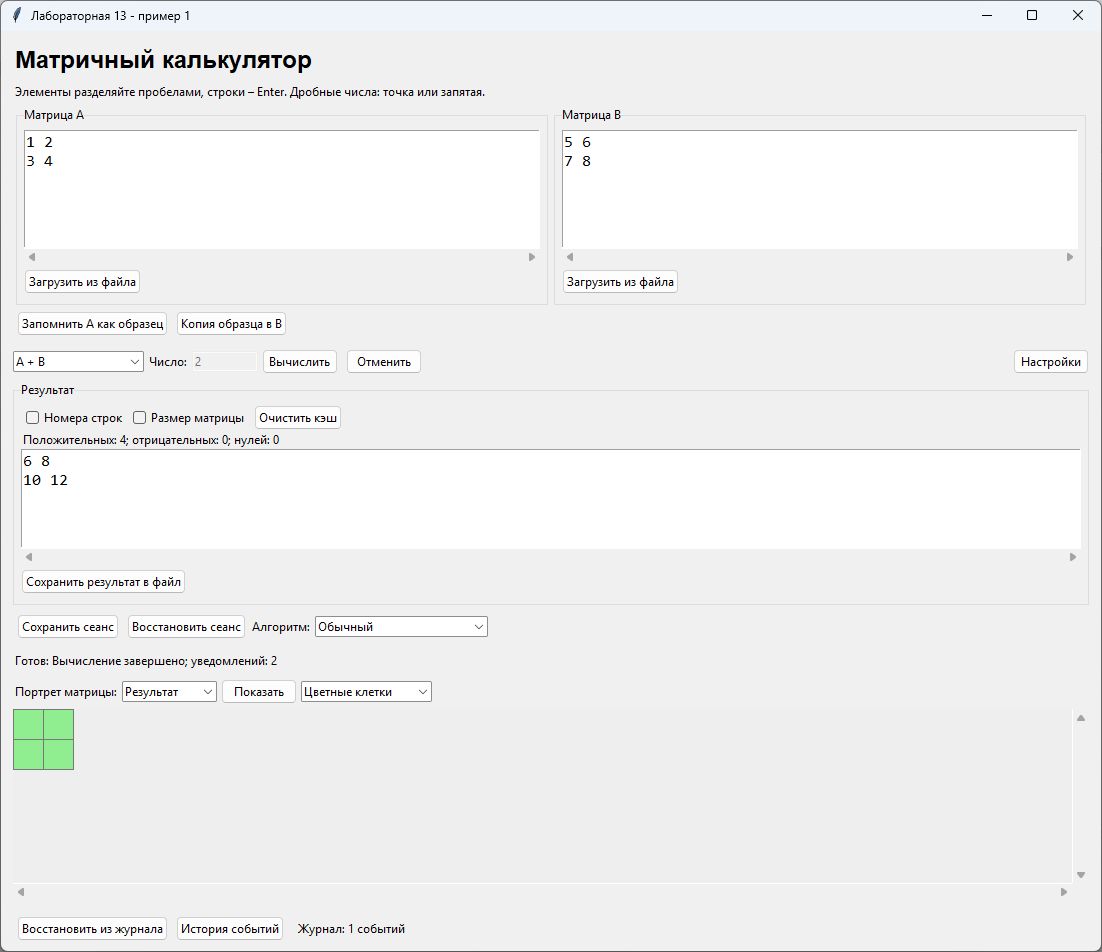 Лабораторная 13 - пример 1
Матричный калькулятор
Элементы разделяйте пробелами, строки – Enter. Дробные числа: точка или запятая.
Матрица A
1 2
3 4
Загрузить из файла
Матрица B
5 6
7 8
Загрузить из файла
Запомнить A как образец Копия образца в B
A + B Число: 2 Вычислить Отменить Настройки
Результат
Номера строк Размер матрицы Очистить кэш
Положительных: 4; отрицательных: 0; нулей: 0
6 8
10 12
Сохранить результат в файл
Сохранить сеанс Восстановить сеанс Алгоритм: Обычный
Готов: Вычисление завершено; уведомлений: 2
Портрет матрицы: Результат Показать Цветные клетки
Восстановить из журнала История событий Журнал: 1 событий